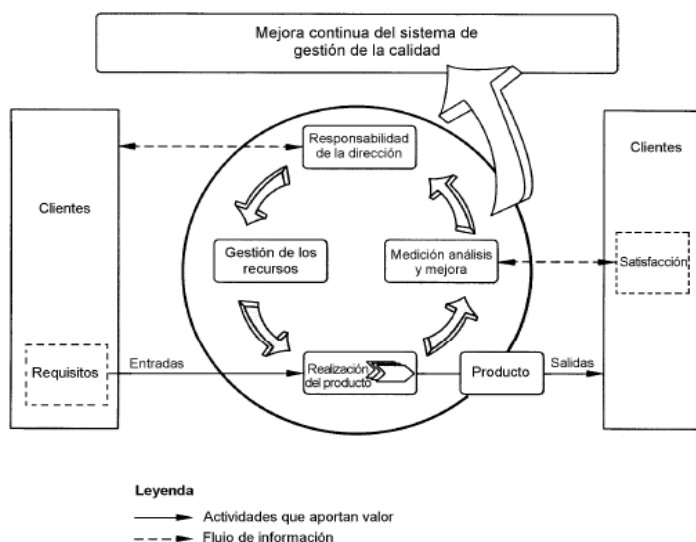 Mejora continua del sistema de
gestión de la calidad
Clientes
Requisitos
Entradas
Responsabilidad
de la dirección
Gestión de los
recursos
Medición análisis
y mejora
Realización
del producto
Producto
Salidas
Clientes
Satisfacción
Leyenda
Actividades que aportan valor
Flujo de información